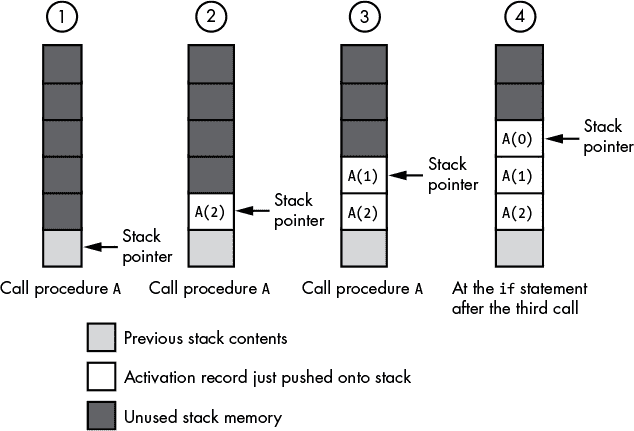 1
2
3
4
A(0)
Stack
pointer
A(1)
Stack
pointer
A(1)
A(2)
Stack
pointer
A(2)
A(2)
Stack
pointer
Call procedure A
Call procedure A
Call procedure A
At the if statement
after the third call
Previous stack contents
Activation record just pushed onto stack
Unused stack memory